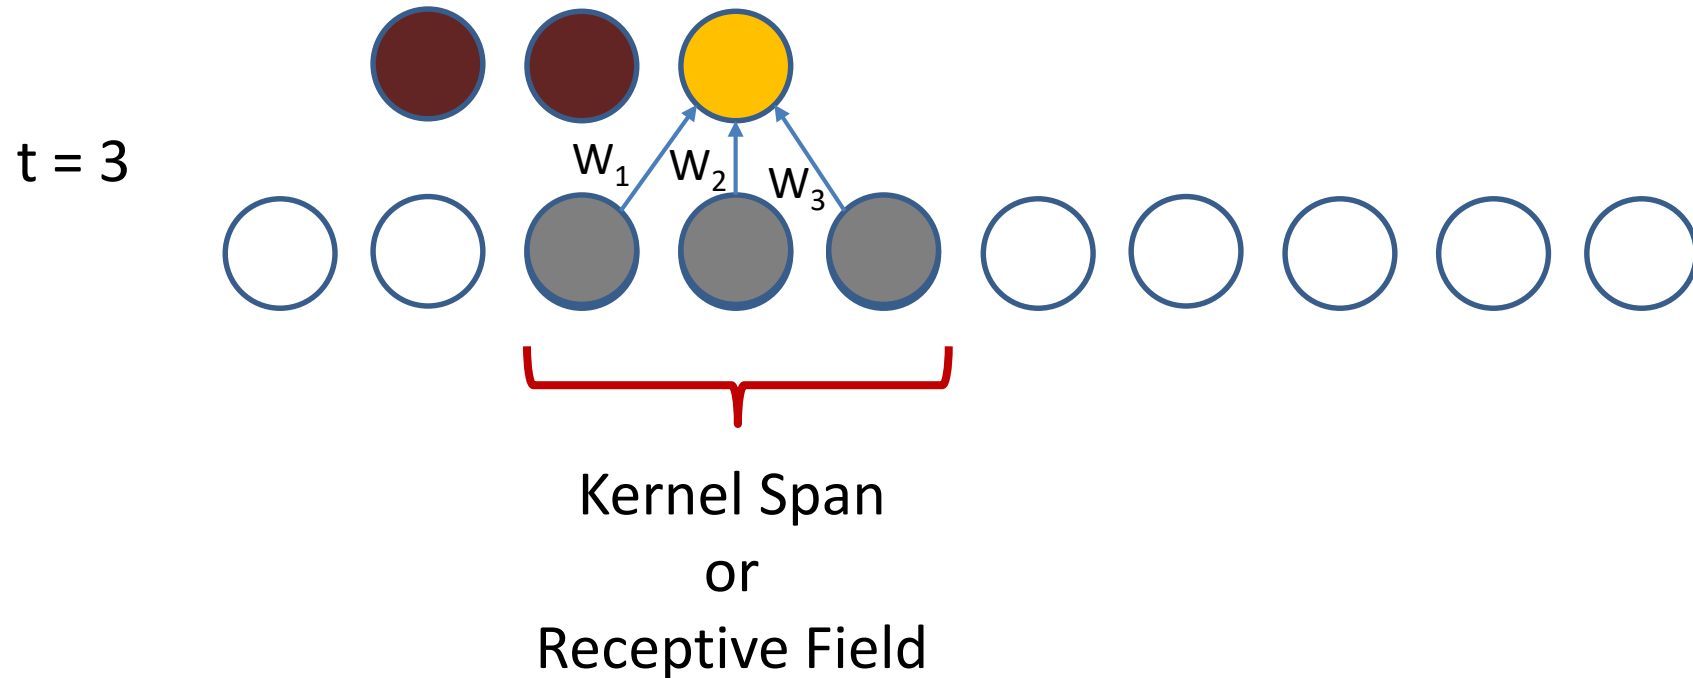 t = 3
W₁
W₂
W₃
Kernel Span
or
Receptive Field